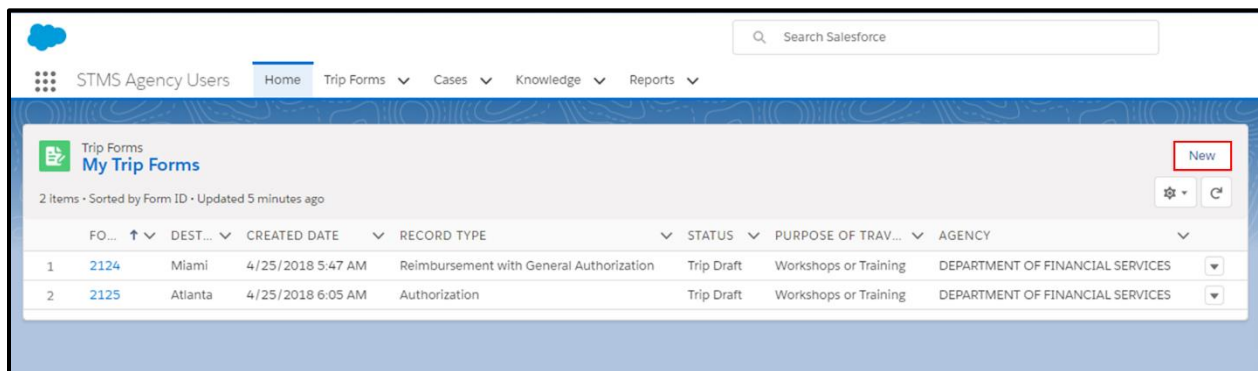 Search Salesforce
STMS Agency Users Home Trip Forms Cases Knowledge Reports
Trip Forms
My Trip Forms
New
2 items • Sorted by Form ID • Updated 5 minutes ago
FO... DEST... CREATED DATE RECORD TYPE STATUS PURPOSE OF TRAV... AGENCY
1 2124 Miami 4/25/2018 5:47 AM Reimbursement with General Authorization Trip Draft Workshops or Training DEPARTMENT OF FINANCIAL SERVICES
2 2125 Atlanta 4/25/2018 6:05 AM Authorization Trip Draft Workshops or Training DEPARTMENT OF FINANCIAL SERVICES